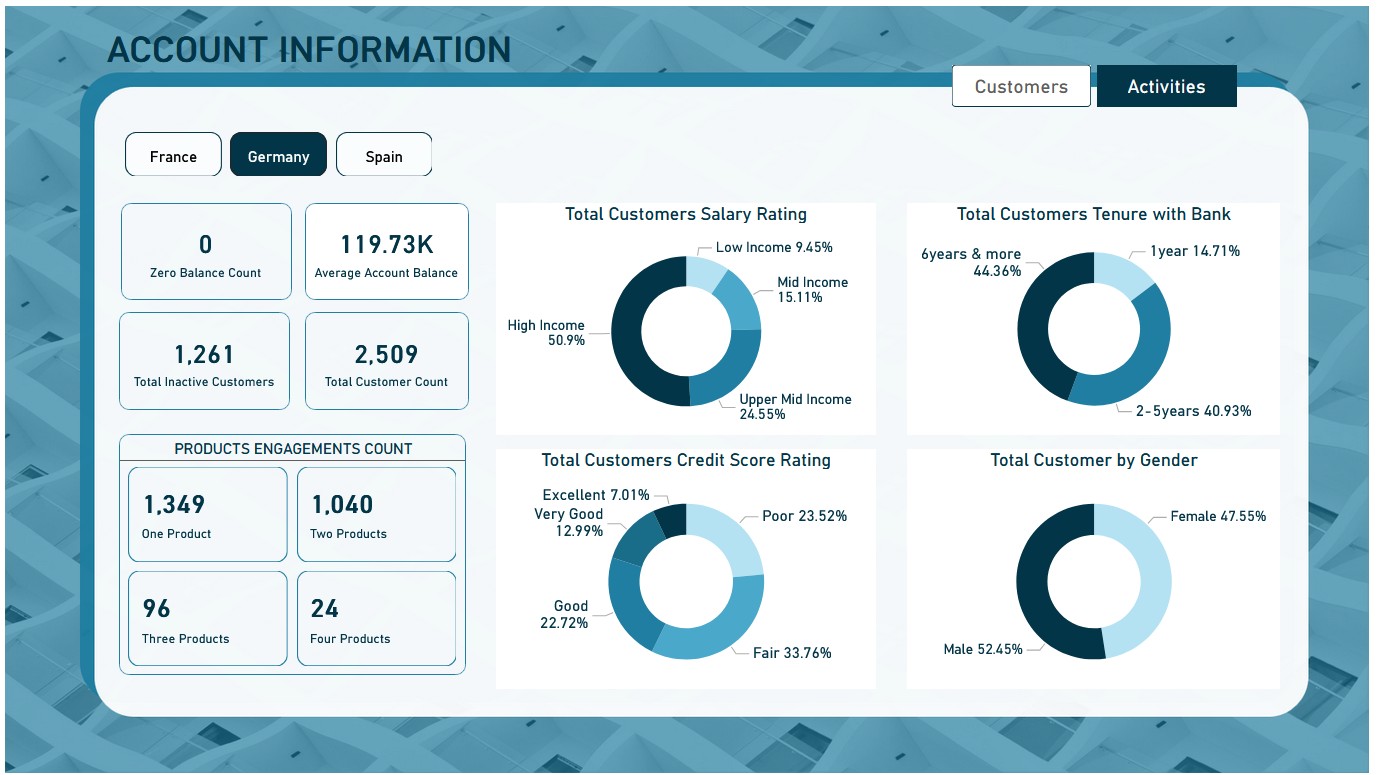 ACCOUNT INFORMATION
Customers
Activities
France
Germany
Spain
0
Zero Balance Count
119.73K
Average Account Balance
1,261
Total Inactive Customers
2,509
Total Customer Count
PRODUCTS ENGAGEMENTS COUNT
1,349
One Product
1,040
Two Products
96
Three Products
24
Four Products
Total Customers Salary Rating
Low Income 9.45%
Mid Income
15.11%
High Income
50.9%
Upper Mid Income
24.55%
Total Customers Tenure with Bank
6years & more
44.36%
1year 14.71%
2-5years 40.93%
Total Customers Credit Score Rating
Excellent 7.01%
Very Good
12.99%
Poor 23.52%
Good
22.72%
Fair 33.76%
Total Customer by Gender
Female 47.55%
Male 52.45%